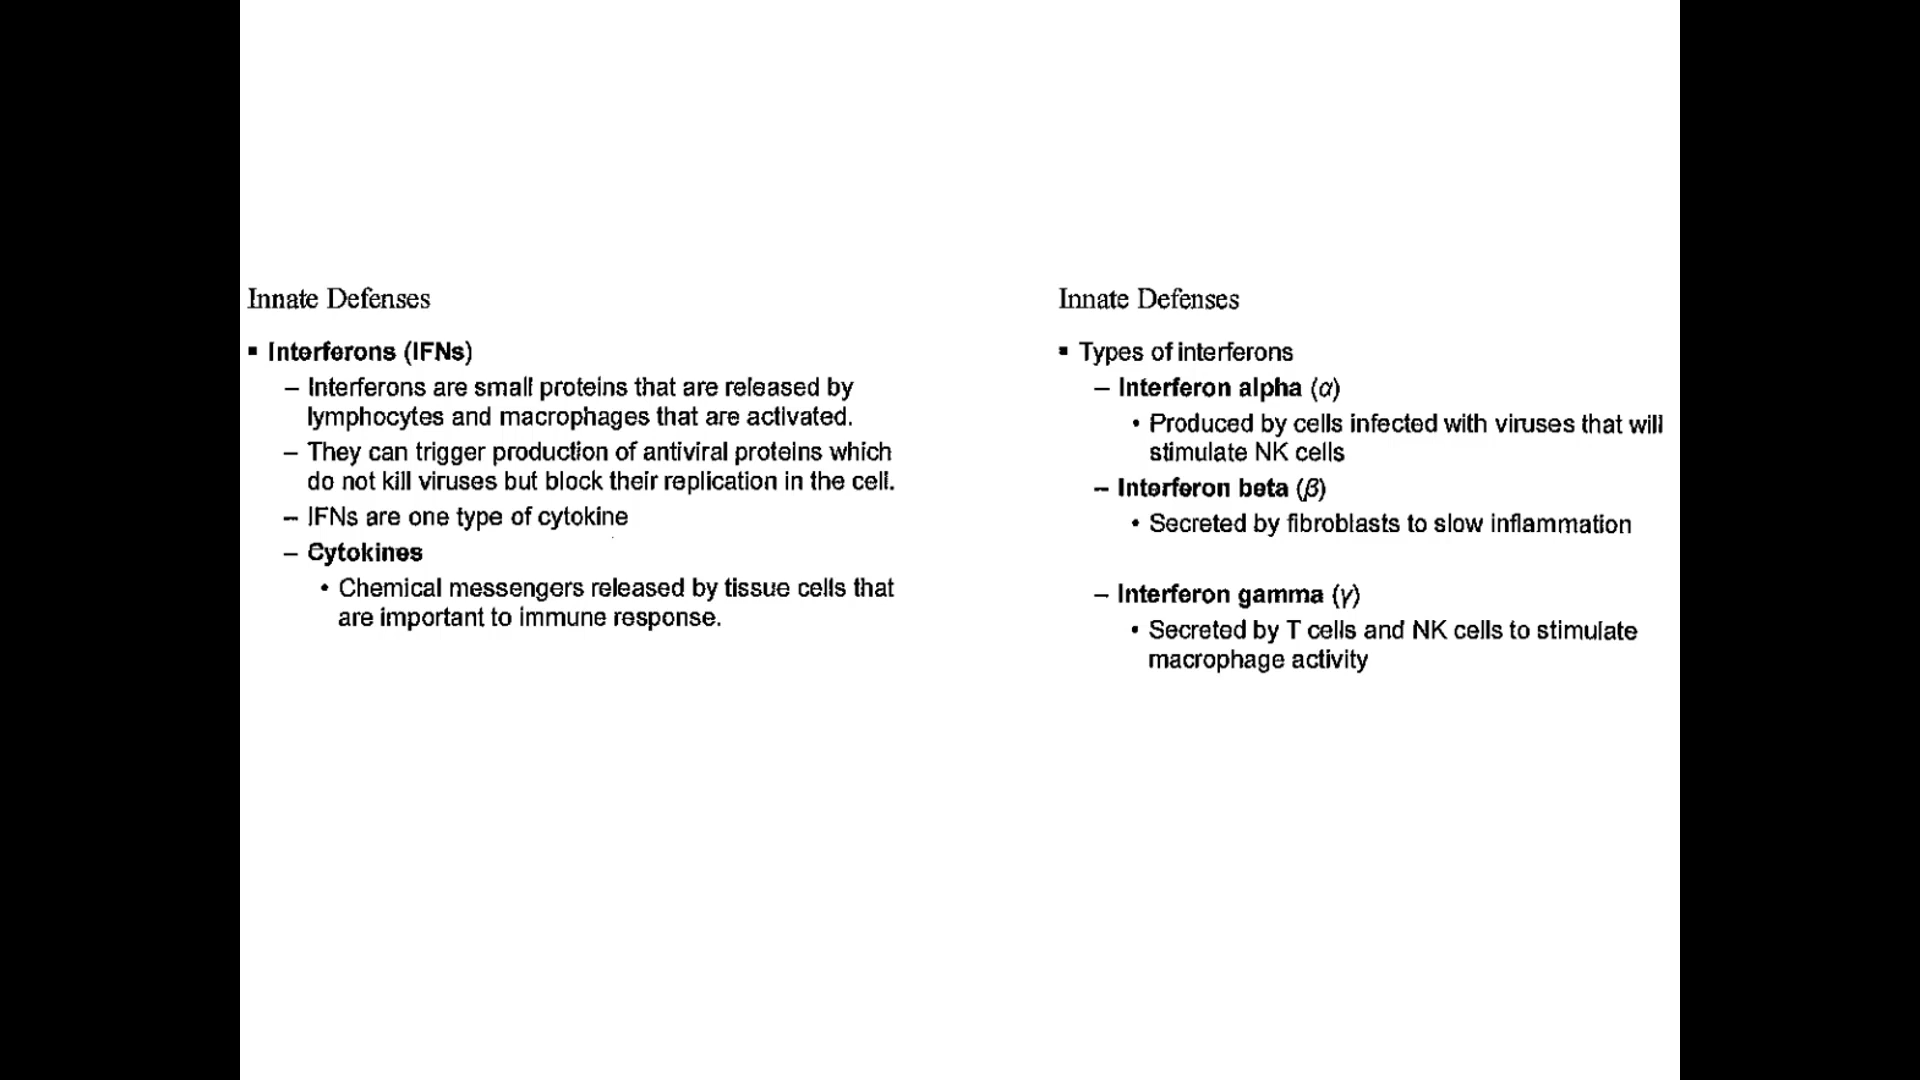 Innate Defenses
▪ Interferons (IFNs)
– Interferons are small proteins that are released by
lymphocytes and macrophages that are activated.
– They can trigger production of antiviral proteins which
do not kill viruses but block their replication in the cell.
– IFNs are one type of cytokine
– Cytokines
• Chemical messengers released by tissue cells that
are important to immune response.
Innate Defenses
▪ Types of interferons
– Interferon alpha (α)
• Produced by cells infected with viruses that will
stimulate NK cells
– Interferon beta (β)
• Secreted by fibroblasts to slow inflammation
– Interferon gamma (γ)
• Secreted by T cells and NK cells to stimulate
macrophage activity